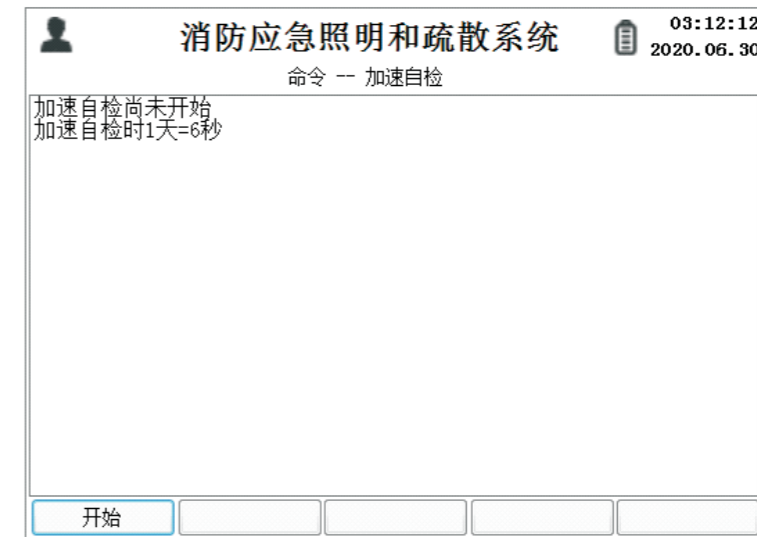 消防应急照明和疏散系统
03:12:12
2020.06.30
命令 -- 加速自检
加速自检尚未开始
加速自检时1天=6秒
开始